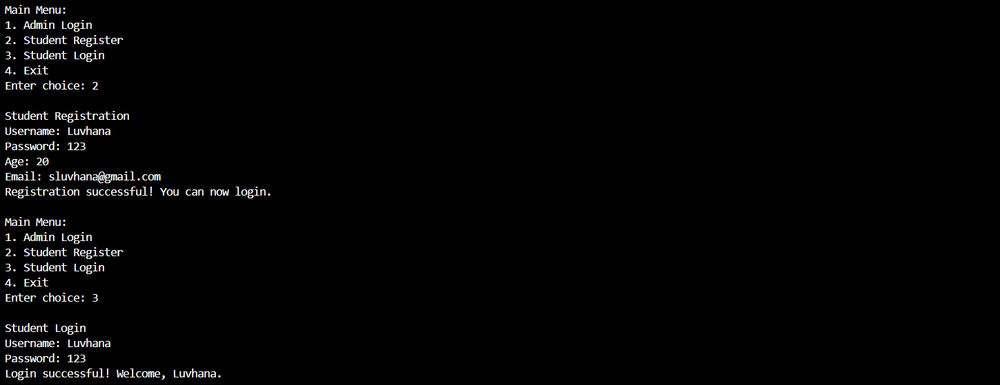 Main Menu:
1. Admin Login
2. Student Register
3. Student Login
4. Exit
Enter choice: 2
Student Registration
Username: Luvhana
Password: 123
Age: 20
Email: sluvhana@gmail.com
Registration successful! You can now login.
Main Menu:
1. Admin Login
2. Student Register
3. Student Login
4. Exit
Enter choice: 3
Student Login
Username: Luvhana
Password: 123
Login successful! Welcome, Luvhana.